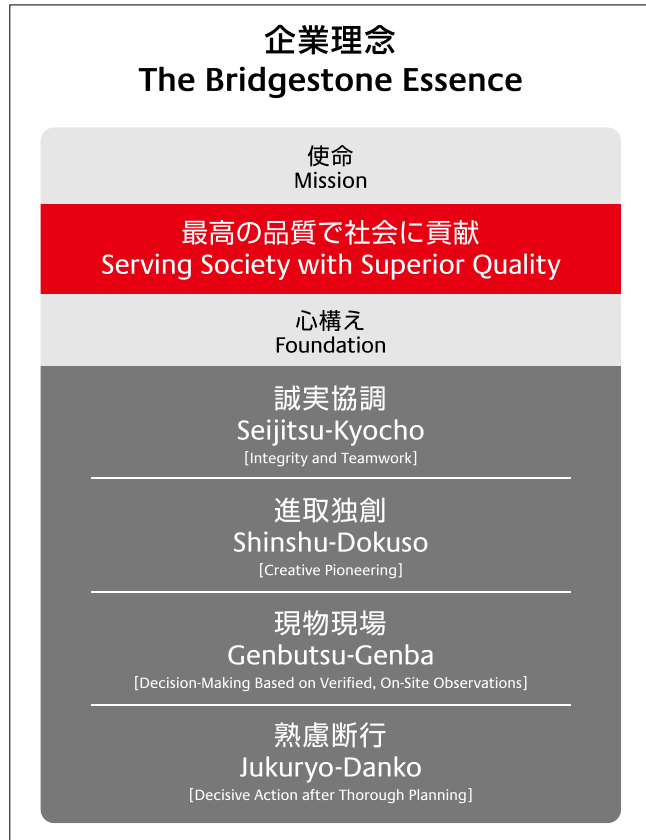 企業理念
The Bridgestone Essence
使命
Mission
最高の品質で社会に貢献
Serving Society with Superior Quality
心構え
Foundation
誠実協調
Seijitsu-Kyocho
[Integrity and Teamwork]
進取独創
Shinshu-Dokuso
[Creative Pioneering]
現物現場
Genbutsu-Genba
[Decision-Making Based on Verified, On-Site Observations]
熟慮断行
Jukuryo-Danko
[Decisive Action after Thorough Planning]